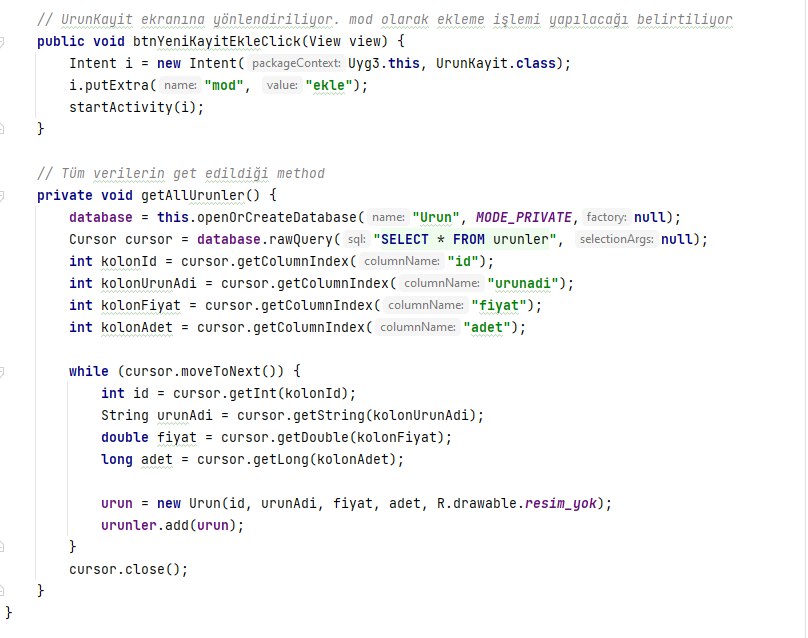 // UrunKayit ekranına yönlendiriliyor. mod olarak ekleme işlemi yapılacağı belirtiliyor
public void btnYeniKayitEkleClick(View view) {
    Intent i = new Intent( packageContext: Uyg3.this, UrunKayit.class);
    i.putExtra( name: "mod",  value: "ekle");
    startActivity(i);
}
// Tüm verilerin get edildiği method
private void getAllUrunler() {
    database = this.openOrCreateDatabase( name: "Urun", MODE_PRIVATE, factory: null);
    Cursor cursor = database.rawQuery( sql: "SELECT * FROM urunler",  selectionArgs: null);
    int kolonId = cursor.getColumnIndex( columnName: "id");
    int kolonUrunAdi = cursor.getColumnIndex( columnName: "urunadi");
    int kolonFiyat = cursor.getColumnIndex( columnName: "fiyat");
    int kolonAdet = cursor.getColumnIndex( columnName: "adet");
    while (cursor.moveToNext()) {
        int id = cursor.getInt(kolonId);
        String urunAdi = cursor.getString(kolonUrunAdi);
        double fiyat = cursor.getDouble(kolonFiyat);
        long adet = cursor.getLong(kolonAdet);
        urun = new Urun(id, urunAdi, fiyat, adet, R.drawable.resim_yok);
        urunler.add(urun);
    }
    cursor.close();
}
}